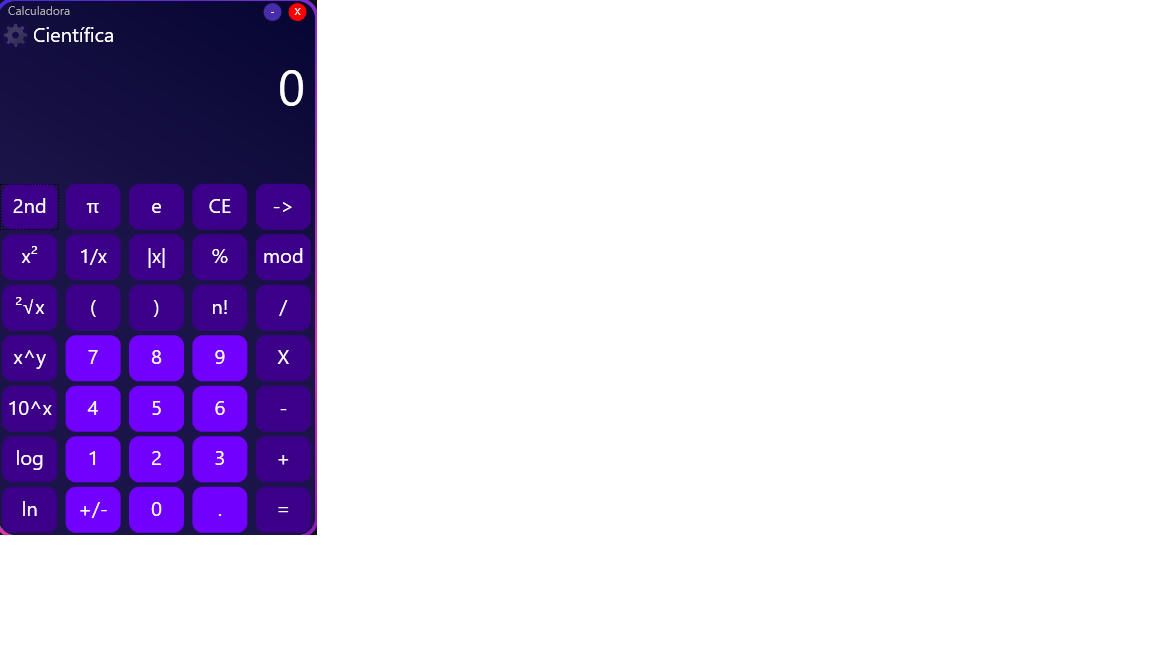 Calculadora - X
Científica
0
2nd π e CE ->
x² 1/x |x| % mod
²√x ( ) n! /
x^y 7 8 9 X
10^x 4 5 6 -
log 1 2 3 +
ln +/- 0 . =